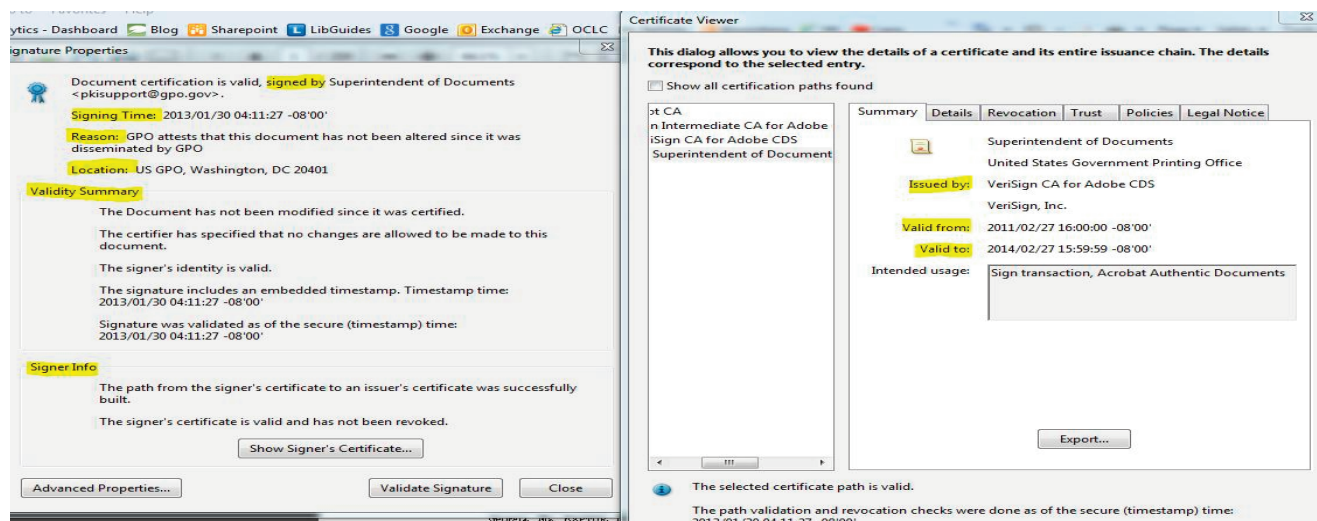 ytics - Dashboard Blog Sharepoint LibGuides Google Exchange OCLC
ignature Properties
Document certification is valid, signed by Superintendent of Documents
<pkisupport@gpo.gov>.
Signing Time: 2013/01/30 04:11:27 -08'00'
Reason: GPO attests that this document has not been altered since it was
disseminated by GPO
Location: US GPO, Washington, DC 20401
Validity Summary
The Document has not been modified since it was certified.
The certifier has specified that no changes are allowed to be made to this
document.
The signer's identity is valid.
The signature includes an embedded timestamp. Timestamp time:
2013/01/30 04:11:27 -08'00'
Signature was validated as of the secure (timestamp) time:
2013/01/30 04:11:27 -08'00'
Signer Info
The path from the signer's certificate to an issuer's certificate was successfully
built.
The signer's certificate is valid and has not been revoked.
Show Signer's Certificate...
Advanced Properties... Validate Signature Close
Certificate Viewer
This dialog allows you to view the details of a certificate and its entire issuance chain. The details
correspond to the selected entry.
Show all certification paths found
ot CA
n Intermediate CA for Adobe
iSign CA for Adobe CDS
Superintendent of Document
Summary Details Revocation Trust Policies Legal Notice
Superintendent of Documents
United States Government Printing Office
Issued by: VeriSign CA for Adobe CDS
VeriSign, Inc.
Valid from: 2011/02/27 16:00:00 -08'00'
Valid to: 2014/02/27 15:59:59 -08'00'
Intended usage: Sign transaction, Acrobat Authentic Documents
Export...
The selected certificate path is valid.
The path validation and revocation checks were done as of the secure (timestamp) time:
2013/01/30 04:11:27 -08'00'